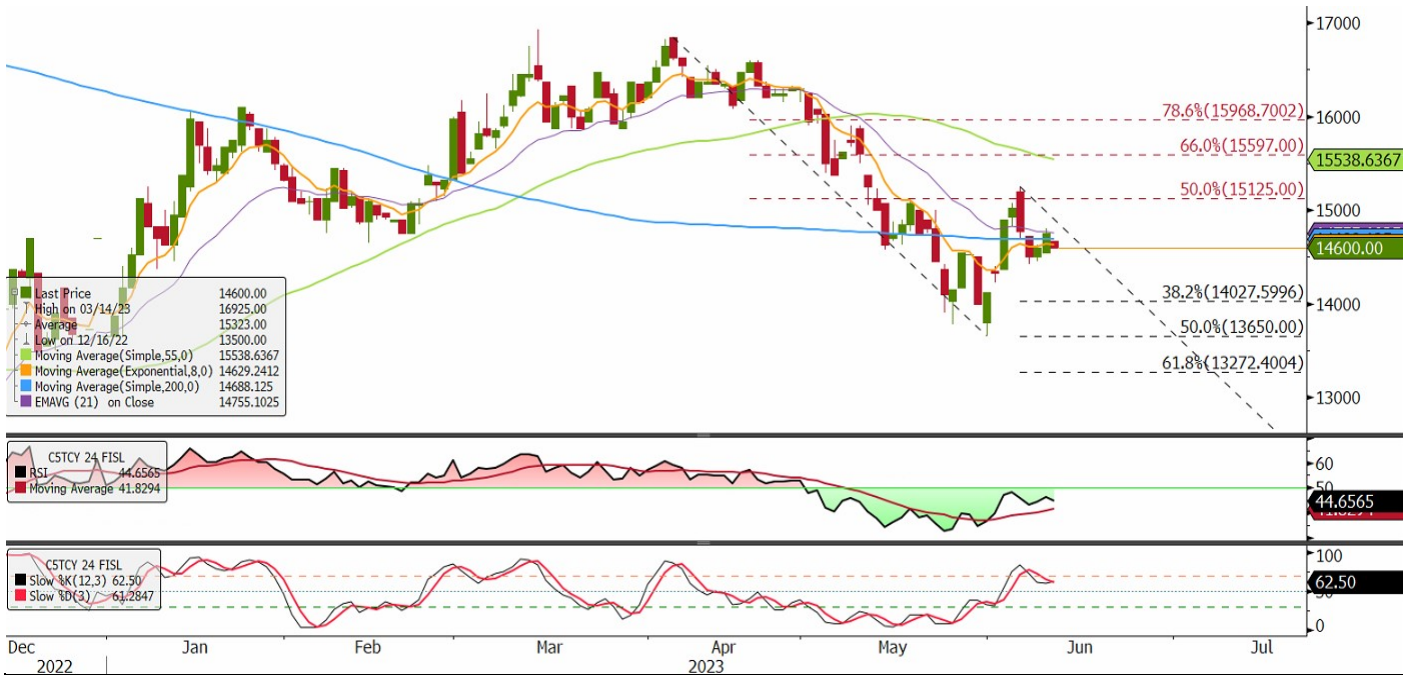 17000
78.6%(15968.7002)
16000
66.0%(15597.00)
15538.6367
50.0%(15125.00)
15000
14600.00
38.2%(14027.5996)
14000
50.0%(13650.00)
61.8%(13272.4004)
13000
Last Price 14600.00
High on 03/14/23 16925.00
Average 15323.00
Low on 12/16/22 13500.00
Moving Average(Simple,55,0) 15538.6367
Moving Average(Exponential,8,0) 14629.2412
Moving Average(Simple,200,0) 14688.125
EMAVG (21) on Close 14755.1025
C5TCY 24 FISL
RSI 44.6565
Moving Average 41.8294
60
50
44.6565
41.8294
C5TCY 24 FISL
Slow %K(12,3) 62.50
Slow %D(3) 61.2847
100
62.50
50
0
Dec Jan Feb Mar Apr May Jun Jul
2022 2023